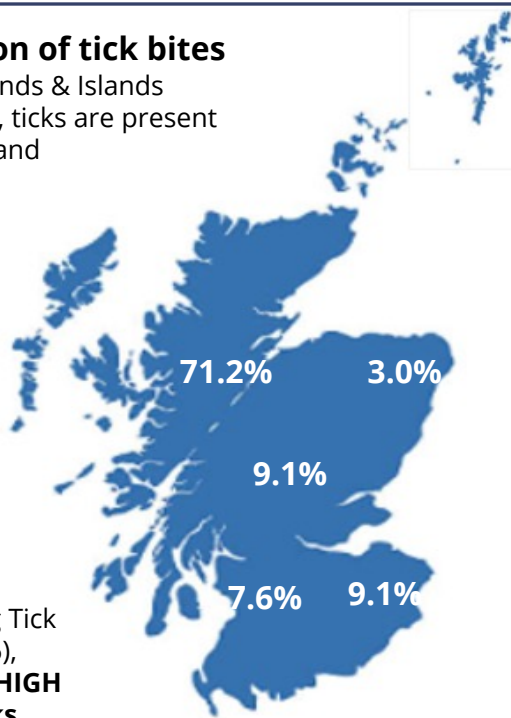 on of tick bites
nds & Islands
, ticks are present
and
71.2%
3.0%
9.1%
7.6%
9.1%
Tick
),
HIGH